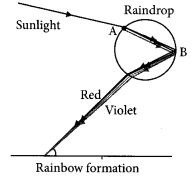 Raindrop
Sunlight
A
B
Red
Violet
Rainbow formation